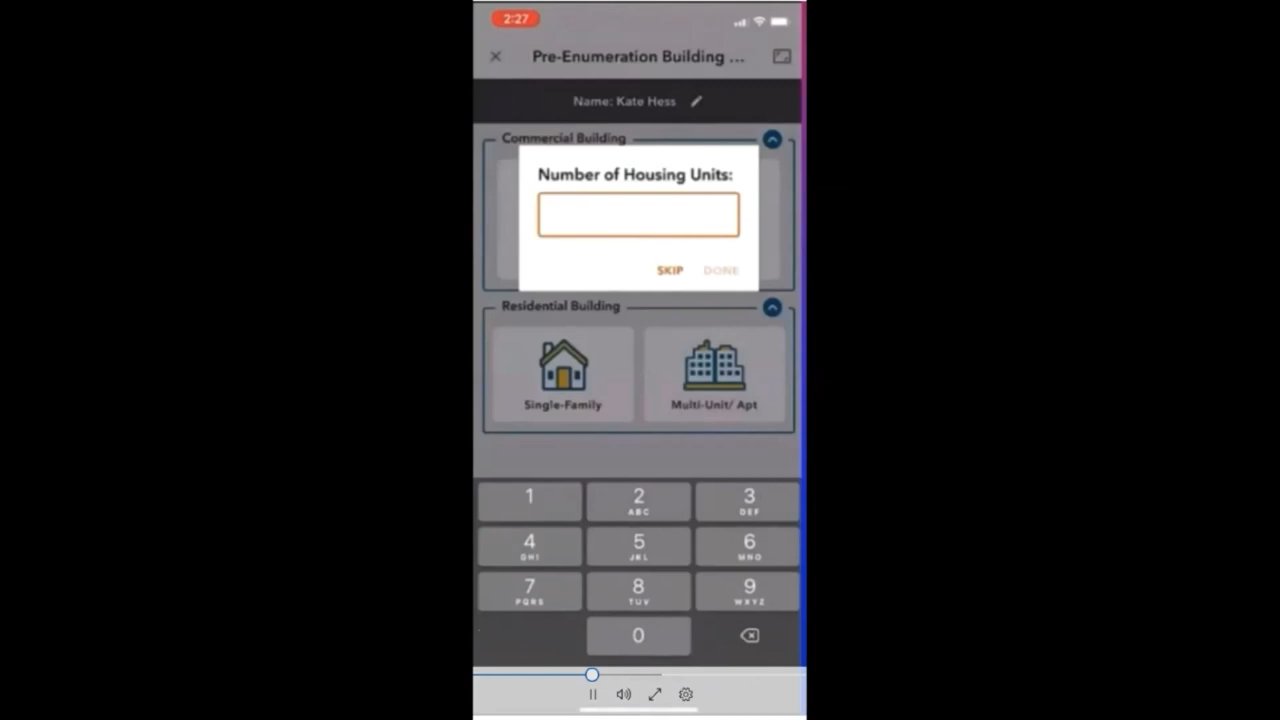 2:27
Pre-Enumeration Building ...
Name: Kate Hess
Commercial Building
Number of Housing Units:
SKIP DONE
Residential Building
Single-Family Multi-Unit/ Apt
1 2 3
ABC DEF
4 5 6
GHI JKL MNO
7 8 9
PQRS TUV WXYZ
0